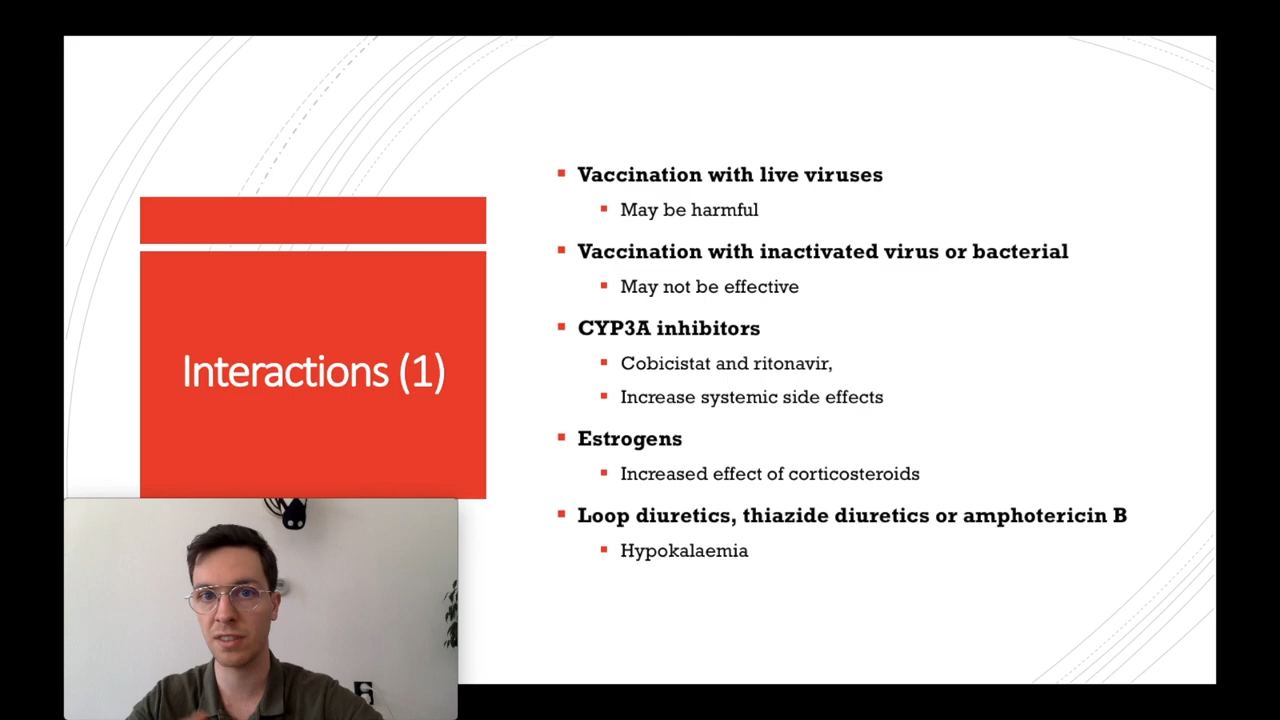 Interactions (1)
Vaccination with live viruses
May be harmful
Vaccination with inactivated virus or bacterial
May not be effective
CYP3A inhibitors
Cobicistat and ritonavir,
Increase systemic side effects
Estrogens
Increased effect of corticosteroids
Loop diuretics, thiazide diuretics or amphotericin B
Hypokalaemia